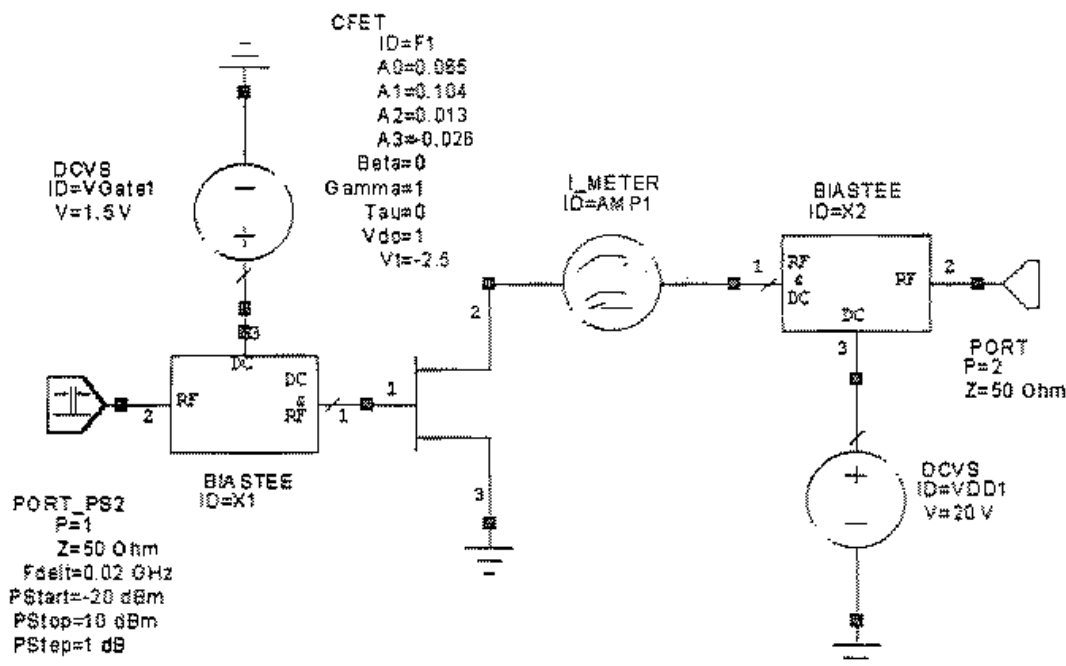 CFET
ID=F1
A0=0.065
A1=0.104
A2=0.013
A3=-0.026
Beta=0
Gamma=1
Tau=0
Vdc=1
V1=-2.5
DCVS
ID=VGate1
V=1.5 V
3
DC
RF
DC
&
RF
2
1
BIASTEE
ID=X1
PORT_PS2
P=1
Z=50 Ohm
Fdelt=0.02 GHz
PStart=-20 dBm
PStop=10 dBm
PStep=1 dB
1
2
3
I_METER
ID=AMP1
BIASTEE
ID=X2
1
RF
&
DC
RF
2
DC
3
PORT
P=2
Z=50 Ohm
DCVS
ID=VDD1
V=20 V